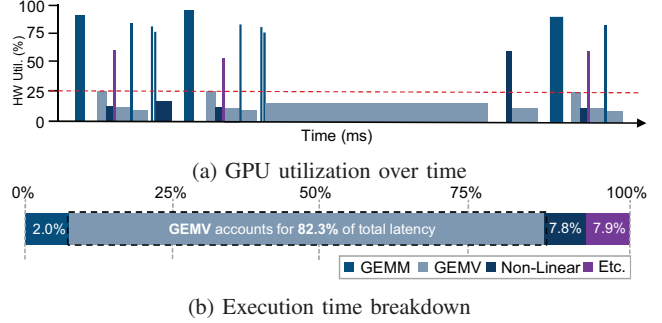 100
75
50
25
0
HW Util. (%)
Time (ms)
(a) GPU utilization over time
0% 25% 50% 75% 100%
2.0% GEMV accounts for 82.3% of total latency 7.8% 7.9%
GEMM GEMV Non-Linear Etc.
(b) Execution time breakdown